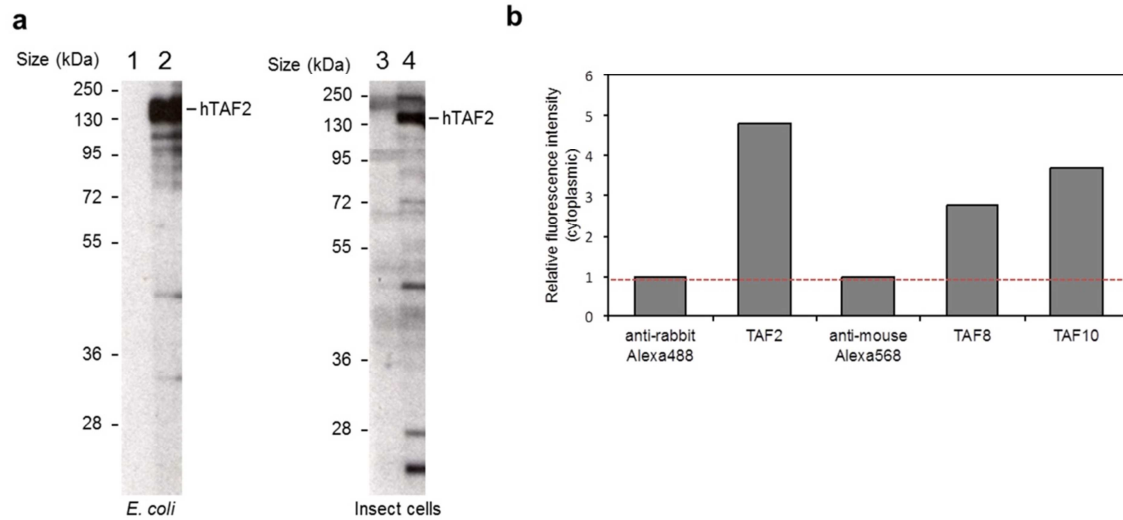 a
Size (kDa) 1 2
250
130
95
72
55
36
28
hTAF2
E. coli
Size (kDa) 3 4
250
130
95
72
55
36
28
hTAF2
Insect cells
b
Relative fluorescence intensity
(cytoplasmic)
6
5
4
3
2
1
0
anti-rabbit
Alexa488
TAF2
anti-mouse
Alexa568
TAF8
TAF10